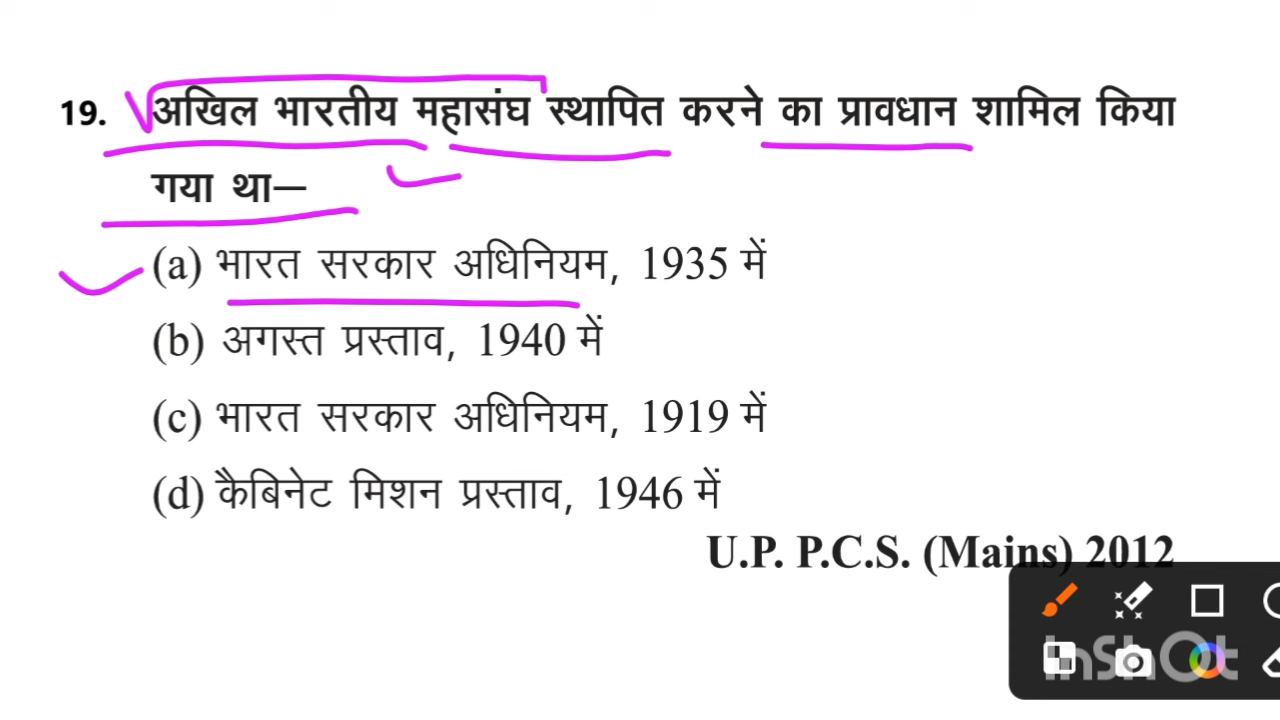 19. अखिल भारतीय महासंघ स्थापित करने का प्रावधान शामिल किया
गया था—
(a) भारत सरकार अधिनियम, 1935 में
(b) अगस्त प्रस्ताव, 1940 में
(c) भारत सरकार अधिनियम, 1919 में
(d) कैबिनेट मिशन प्रस्ताव, 1946 में
U.P. P.C.S. (Mains) 2012
InShOt